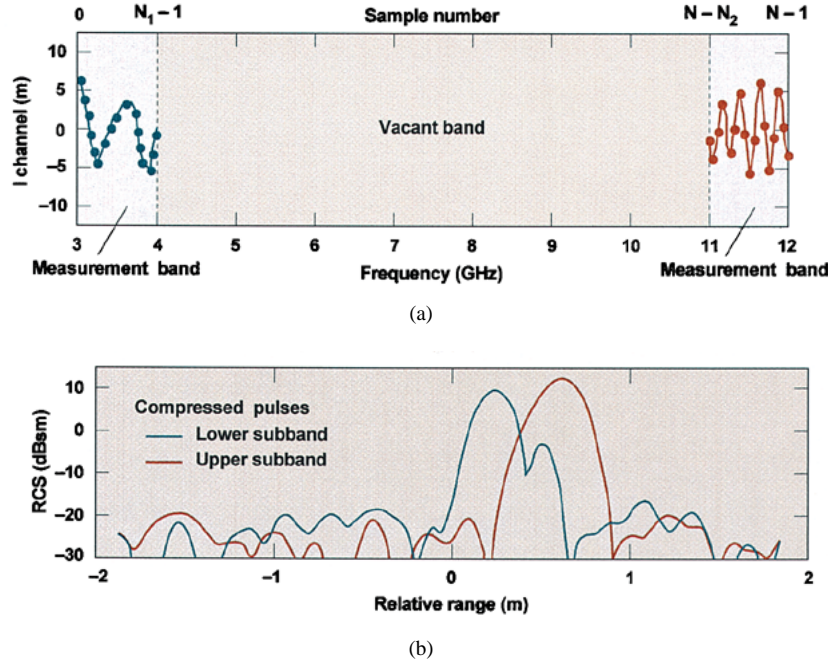 0 N₁ – 1 Sample number N – N₂ N – 1
10
5
0
–5
–10
I channel (m)
Vacant band
3 4 5 6 7 8 9 10 11 12
Measurement band Frequency (GHz) Measurement band
(a)
10
0
–10
–20
–30
RCS (dBsm)
Compressed pulses
Lower subband
Upper subband
–2 –1 0 1 2
Relative range (m)
(b)